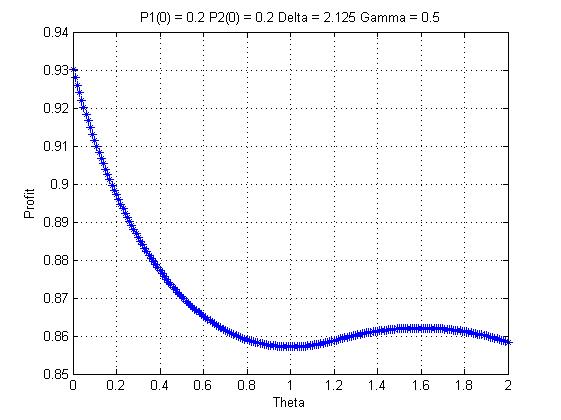 P1(0) = 0.2 P2(0) = 0.2 Delta = 2.125 Gamma = 0.5
0.94
0.93
0.92
0.91
0.9
0.89
0.88
0.87
0.86
0.85
Profit
0 0.2 0.4 0.6 0.8 1 1.2 1.4 1.6 1.8 2
Theta